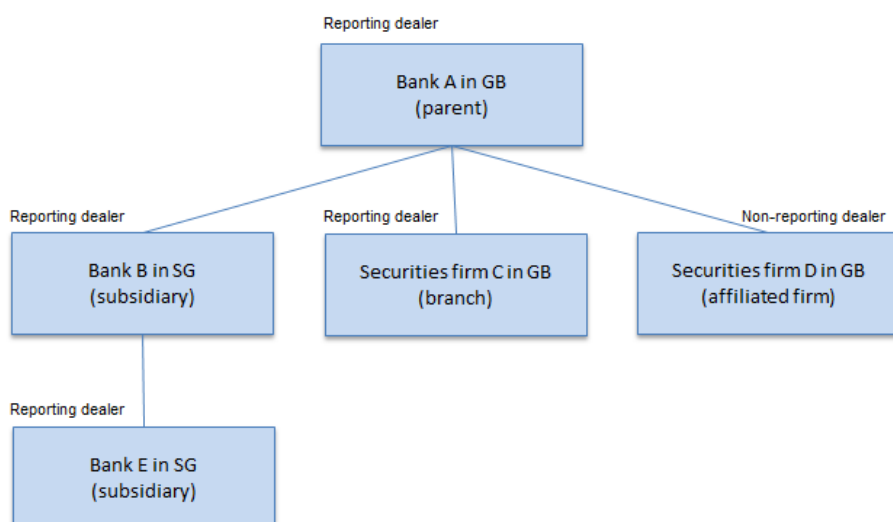 Reporting dealer
Bank A in GB
(parent)
Reporting dealer
Reporting dealer
Non-reporting dealer
Bank B in SG
(subsidiary)
Securities firm C in GB
(branch)
Securities firm D in GB
(affiliated firm)
Reporting dealer
Bank E in SG
(subsidiary)